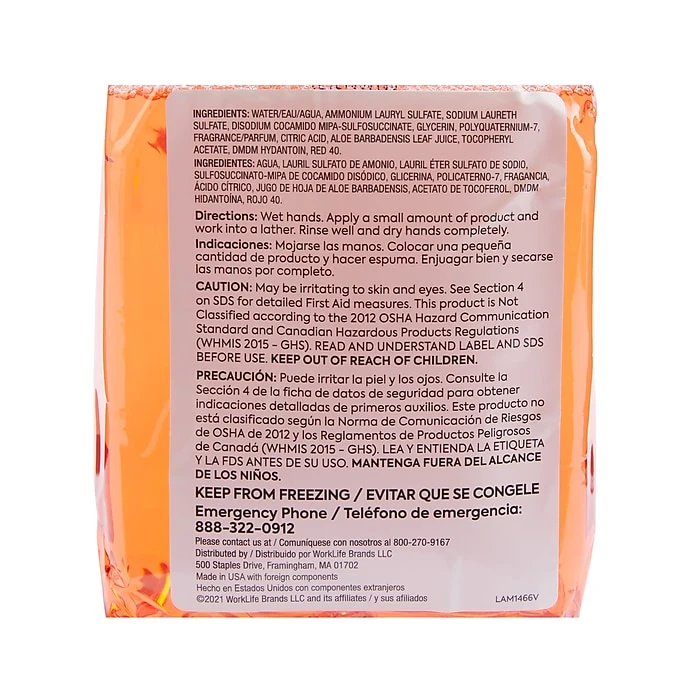 INGREDIENTS: WATER/EAU/AGUA, AMMONIUM LAURYL SULFATE, SODIUM LAURETH
SULFATE, DISODIUM COCAMIDO MIPA-SULFOSUCCINATE, GLYCERIN, POLYQUATERNIUM-7,
FRAGRANCE/PARFUM, CITRIC ACID, ALOE BARBADENSIS LEAF JUICE, TOCOPHERYL
ACETATE, DMDM HYDANTOIN, RED 40.
INGREDIENTES: AGUA, LAURIL SULFATO DE AMONIO, LAURIL ÉTER SULFATO DE SODIO,
SULFOSUCCINATO-MIPA DE COCAMIDO DISÓDICO, GLICERINA, POLICATERNO-7, FRAGANCIA,
ÁCIDO CÍTRICO, JUGO DE HOJA DE ALOE BARBADENSIS, ACETATO DE TOCOFEROL, DMDM
HIDANTOÍNA, ROJO 40.
Directions: Wet hands. Apply a small amount of product and
work into a lather. Rinse well and dry hands completely.
Indicaciones: Mojarse las manos. Colocar una pequeña
cantidad de producto y hacer espuma. Enjuagar bien y secarse
las manos por completo.
CAUTION: May be irritating to skin and eyes. See Section 4
on SDS for detailed First Aid measures. This product is Not
Classified according to the 2012 OSHA Hazard Communication
Standard and Canadian Hazardous Products Regulations
(WHMIS 2015 - GHS). READ AND UNDERSTAND LABEL AND SDS
BEFORE USE. KEEP OUT OF REACH OF CHILDREN.
PRECAUCIÓN: Puede irritar la piel y los ojos. Consulte la
Sección 4 de la ficha de datos de seguridad para obtener
indicaciones detalladas de primeros auxilios. Este producto no
está clasificado según la Norma de Comunicación de Riesgos
de OSHA de 2012 y los Reglamentos de Productos Peligrosos
de Canadá (WHMIS 2015 - GHS). LEA Y ENTIENDA LA ETIQUETA
Y LA FDS ANTES DE SU USO. MANTENGA FUERA DEL ALCANCE
DE LOS NIÑOS.
KEEP FROM FREEZING / EVITAR QUE SE CONGELE
Emergency Phone / Teléfono de emergencia:
888-322-0912
Please contact us at / Comuníquese con nosotros al 800-270-9167
Distributed by / Distribuido por WorkLife Brands LLC
500 Staples Drive, Framingham, MA 01702
Made in USA with foreign components
Hecho en Estados Unidos con componentes extranjeros
©2021 WorkLife Brands LLC and its affiliates / y sus afiliados
LAM1466V